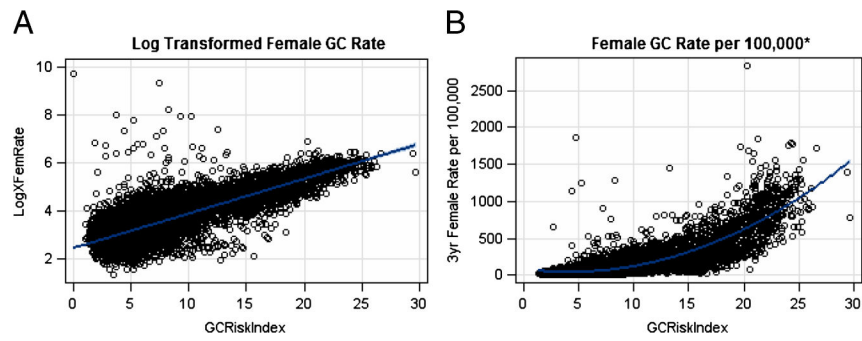 A
Log Transformed Female GC Rate
LogXFemRate
10
8
6
4
2
0 5 10 15 20 25 30
GCRiskIndex
B
Female GC Rate per 100,000*
3yr Female Rate per 100,000
2500
2000
1500
1000
500
0
0 5 10 15 20 25 30
GCRiskIndex